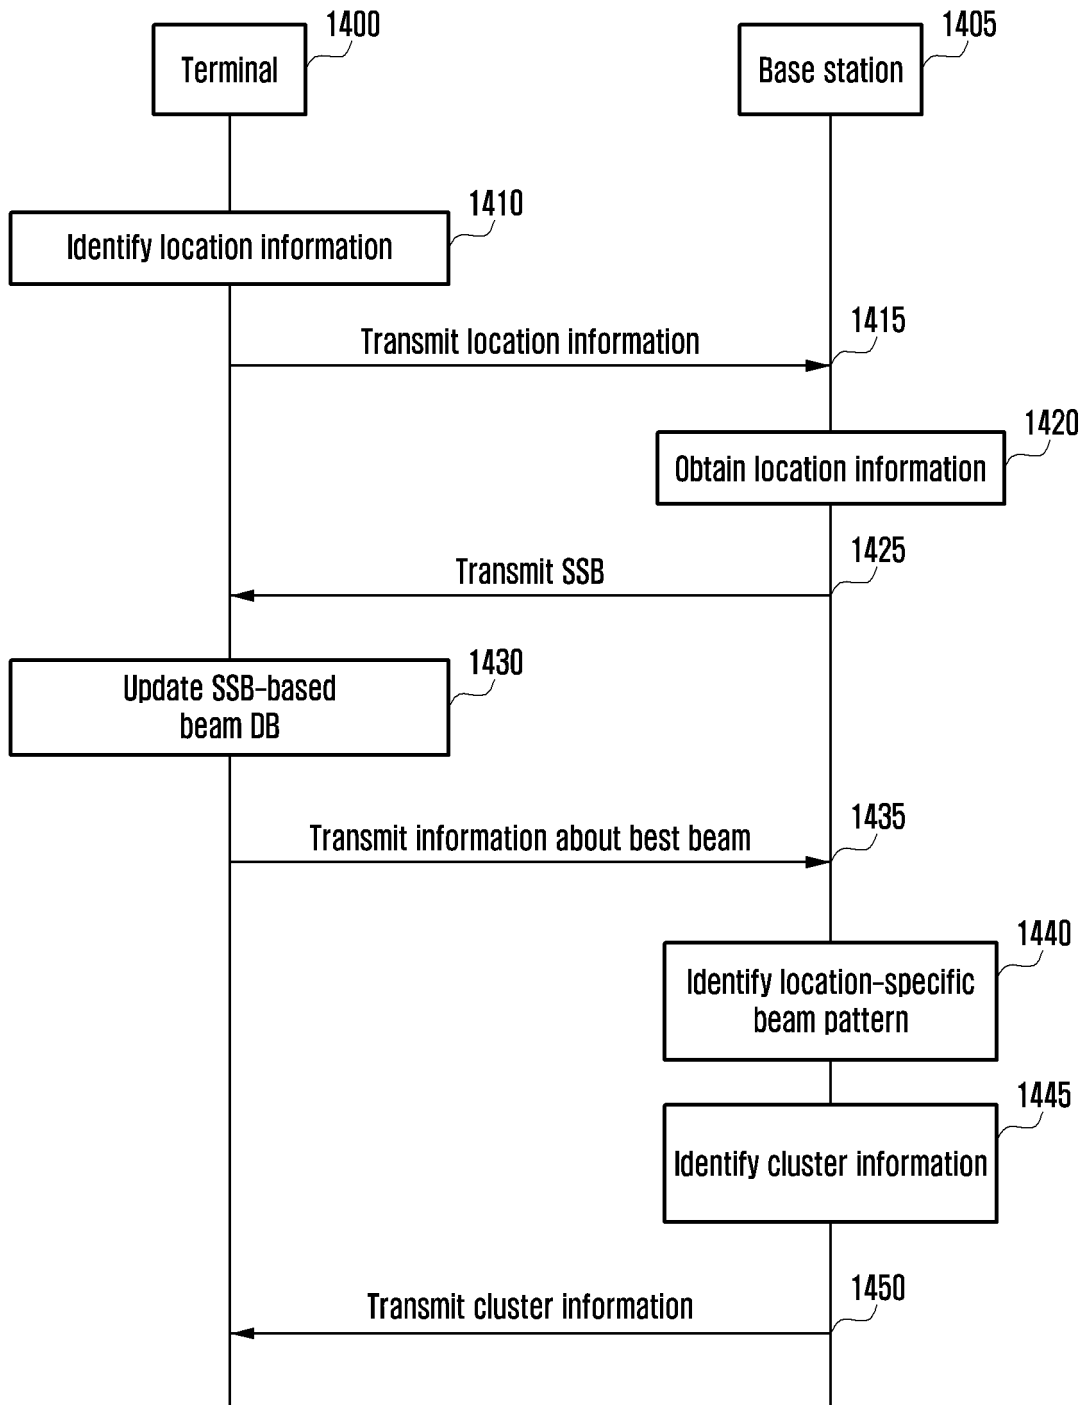 1400
1405
Terminal
Base station
1410
Identify location information
1415
Transmit location information
1420
Obtain location information
1425
Transmit SSB
1430
Update SSB-based
beam DB
1435
Transmit information about best beam
1440
Identify location-specific
beam pattern
1445
Identify cluster information
1450
Transmit cluster information